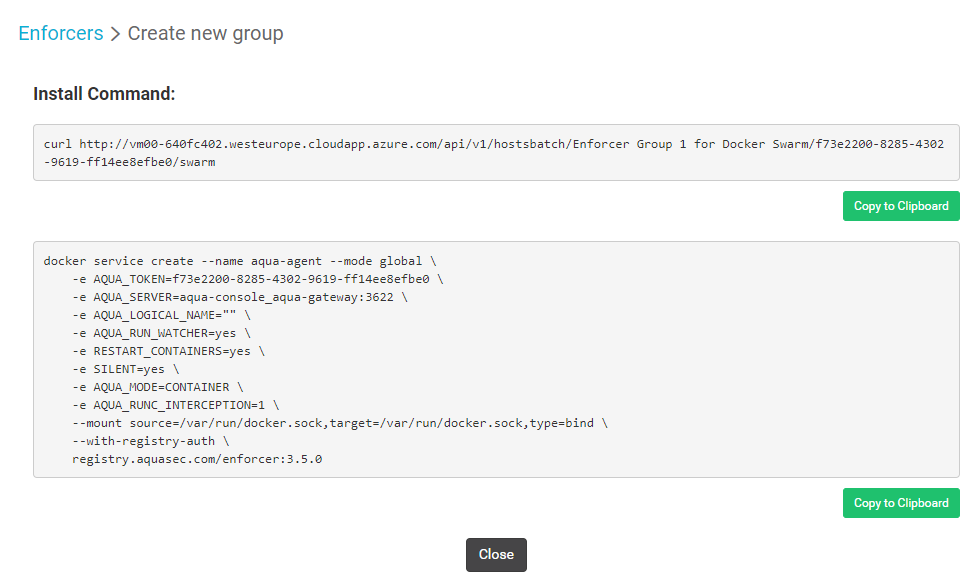 Enforcers > Create new group
Install Command:
curl http://vm00-640fc402.westeurope.cloudapp.azure.com/api/v1/hostsbatch/Enforcer Group 1 for Docker Swarm/f73e2200-8285-4302
-9619-ff14ee8efbe0/swarm
Copy to Clipboard
docker service create --name aqua-agent --mode global \
    -e AQUA_TOKEN=f73e2200-8285-4302-9619-ff14ee8efbe0 \
    -e AQUA_SERVER=aqua-console_aqua-gateway:3622 \
    -e AQUA_LOGICAL_NAME="" \
    -e AQUA_RUN_WATCHER=yes \
    -e RESTART_CONTAINERS=yes \
    -e SILENT=yes \
    -e AQUA_MODE=CONTAINER \
    -e AQUA_RUNC_INTERCEPTION=1 \
    --mount source=/var/run/docker.sock,target=/var/run/docker.sock,type=bind \
    --with-registry-auth \
    registry.aquasec.com/enforcer:3.5.0
Copy to Clipboard
Close